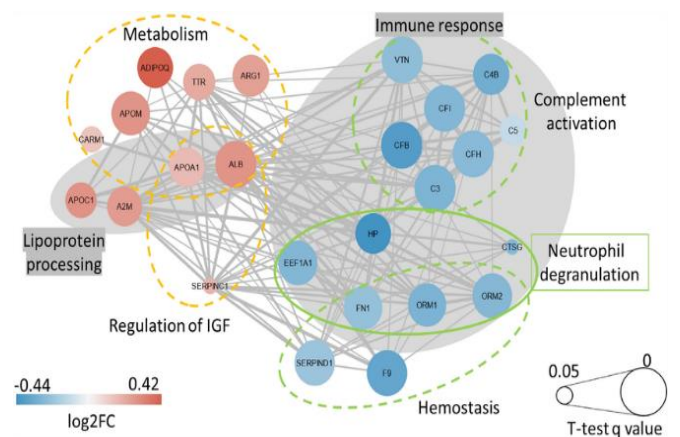 Metabolism
Immune response
ADIPOQ
TTR
ARG1
VTN
C4B
APOM
CFI
Complement
activation
C5
CARM1
CFB
CFH
APOA1
ALB
C3
APOC1
A2M
HP
CTSG
Lipoprotein
processing
EEF1A1
Neutrophil
degranulation
SERPINC1
FN1
ORM1
ORM2
Regulation of IGF
SERPIND1
F9
-0.44
0.42
log2FC
Hemostasis
0.05
0
T-test q value